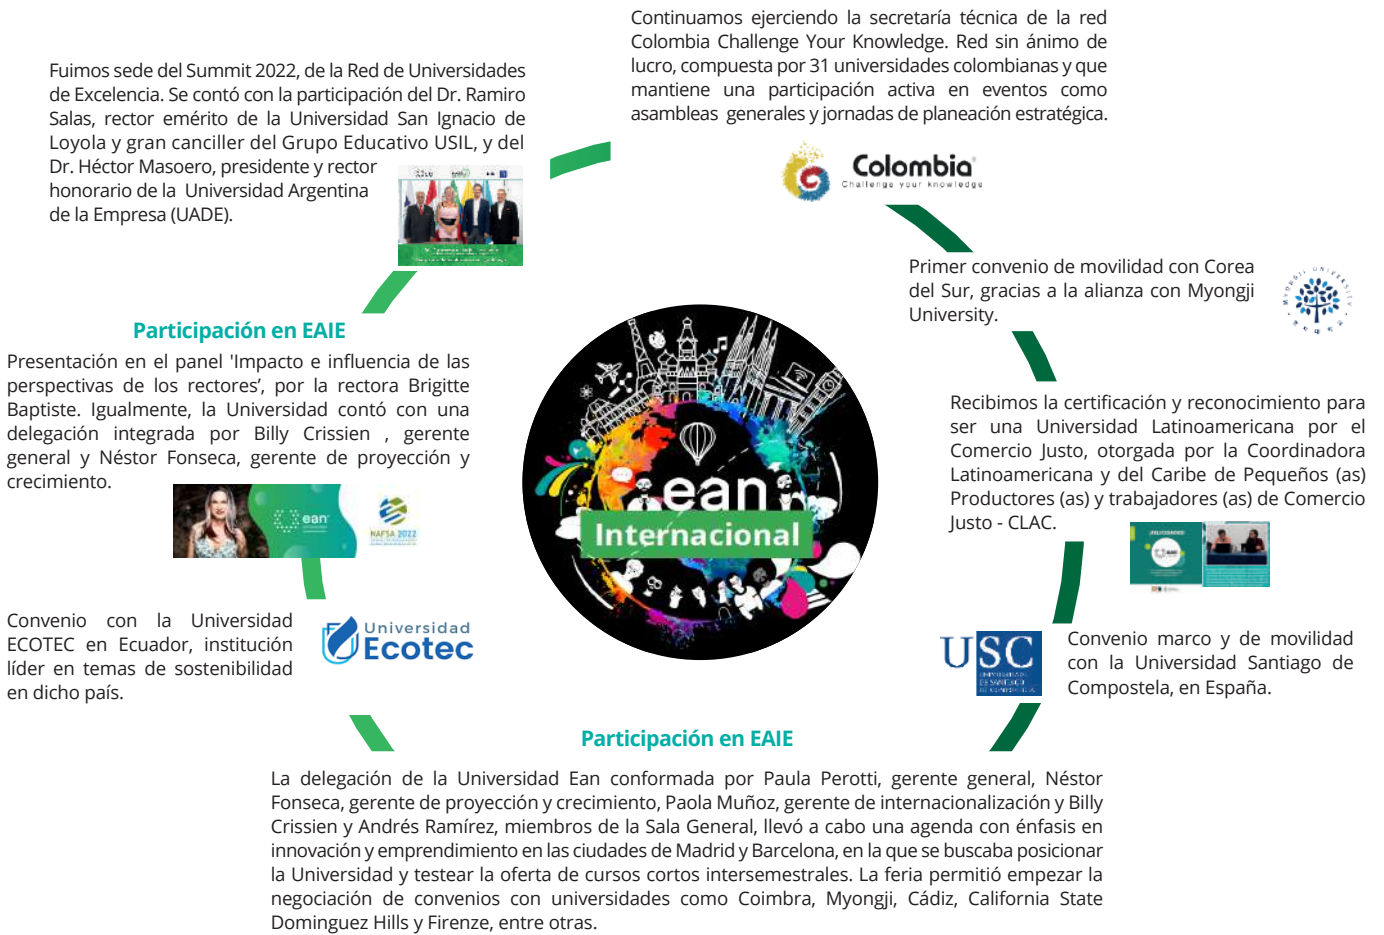 Continuamos ejerciendo la secretaría técnica de la red
Colombia Challenge Your Knowledge. Red sin ánimo de
lucro, compuesta por 31 universidades colombianas y que
mantiene una participación activa en eventos como
asambleas generales y jornadas de planeación estratégica.
Colombia
Challenge your knowledge
Fuimos sede del Summit 2022, de la Red de Universidades
de Excelencia. Se contó con la participación del Dr. Ramiro
Salas, rector emérito de la Universidad San Ignacio de
Loyola y gran canciller del Grupo Educativo USIL, y del
Dr. Héctor Masoero, presidente y rector
honorario de la Universidad Argentina
de la Empresa (UADE).
Primer convenio de movilidad con Corea
del Sur, gracias a la alianza con Myongji
University.
MYONGJI UNIVERSITY
Participación en EAIE
Presentación en el panel 'Impacto e influencia de las
perspectivas de los rectores’, por la rectora Brigitte
Baptiste. Igualmente, la Universidad contó con una
delegación integrada por Billy Crissien , gerente
general y Néstor Fonseca, gerente de proyección y
crecimiento.
ean
NAFSA 2022
ean
Internacional
Recibimos la certificación y reconocimiento para
ser una Universidad Latinoamericana por el
Comercio Justo, otorgada por la Coordinadora
Latinoamericana y del Caribe de Pequeños (as)
Productores (as) y trabajadores (as) de Comercio
Justo - CLAC.
Convenio con la Universidad
ECOTEC en Ecuador, institución
líder en temas de sostenibilidad
en dicho país.
Universidad
Ecotec
USC
UNIVERSIDADE
DE SANTIAGO
DE COMPOSTELA
Convenio marco y de movilidad
con la Universidad Santiago de
Compostela, en España.
Participación en EAIE
La delegación de la Universidad Ean conformada por Paula Perotti, gerente general, Néstor
Fonseca, gerente de proyección y crecimiento, Paola Muñoz, gerente de internacionalización y Billy
Crissien y Andrés Ramírez, miembros de la Sala General, llevó a cabo una agenda con énfasis en
innovación y emprendimiento en las ciudades de Madrid y Barcelona, en la que se buscaba posicionar
la Universidad y testear la oferta de cursos cortos intersemestrales. La feria permitió empezar la
negociación de convenios con universidades como Coimbra, Myongji, Cádiz, California State
Dominguez Hills y Firenze, entre otras.